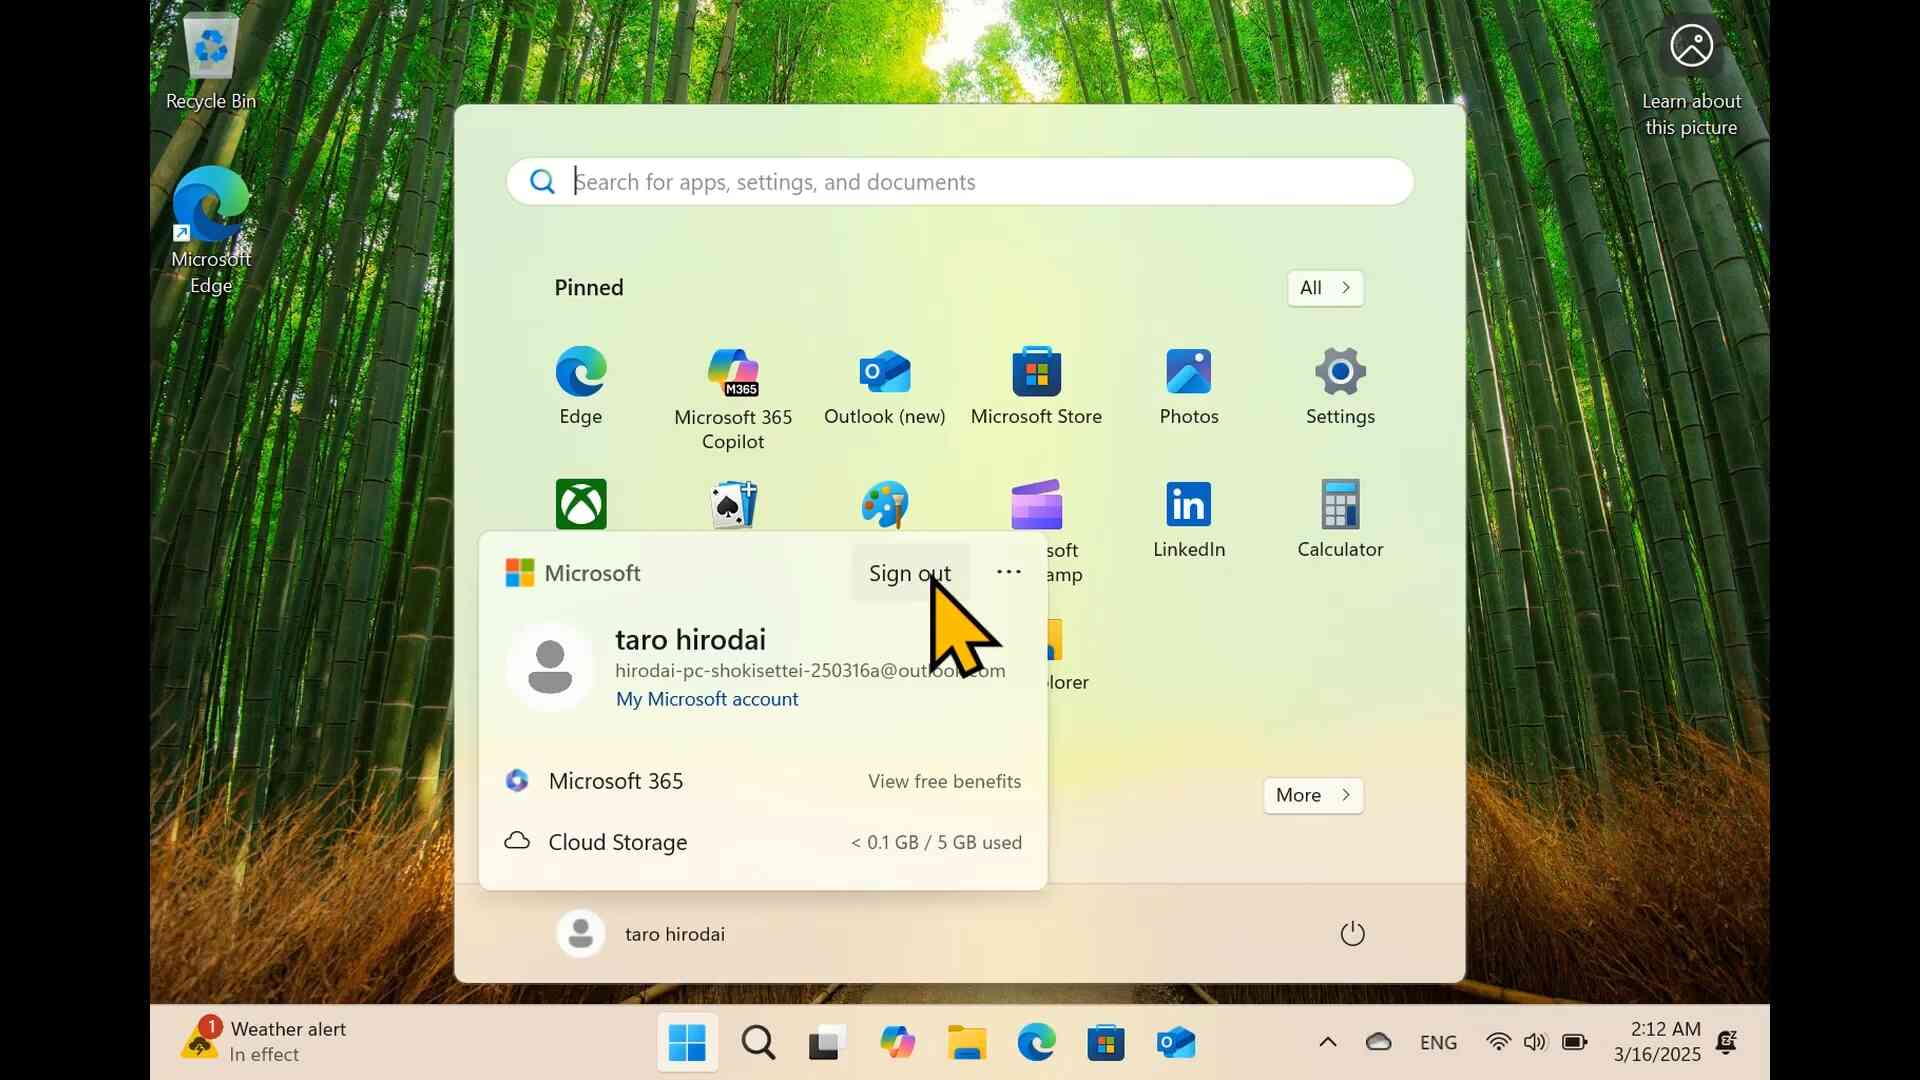 Recycle Bin
Microsoft
Edge
Learn about
this picture
Search for apps, settings, and documents
Pinned
All
Edge
M365
Microsoft 365
Copilot
Outlook (new)
Microsoft Store
Photos
Settings
in
soft
amp
LinkedIn
Calculator
Microsoft
Sign out
taro hirodai
hirodai-pc-shokisettei-250316a@outlook.com
My Microsoft account
lorer
Microsoft 365
View free benefits
Cloud Storage
< 0.1 GB / 5 GB used
More
taro hirodai
1
Weather alert
In effect
ENG
2:12 AM
3/16/2025